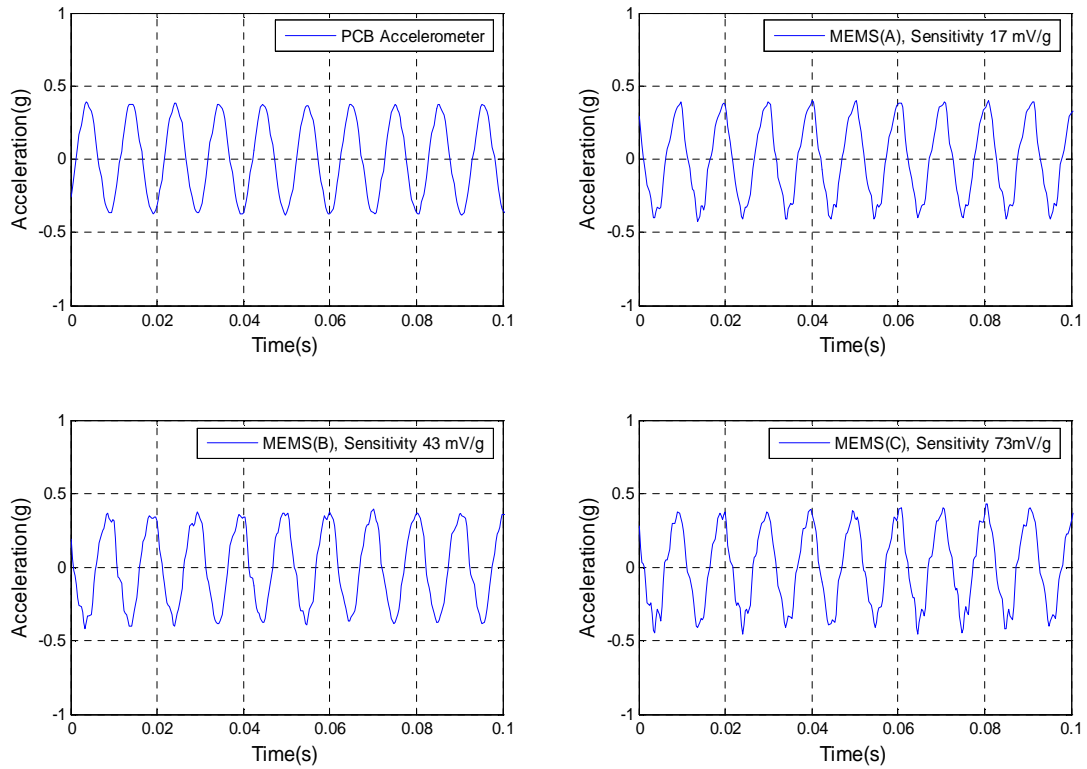 1
PCB Accelerometer
0.5
0
-0.5
-1
Acceleration(g)
0 0.02 0.04 0.06 0.08 0.1
Time(s)
1
MEMS(A), Sensitivity 17 mV/g
0.5
0
-0.5
-1
Acceleration(g)
0 0.02 0.04 0.06 0.08 0.1
Time(s)
1
MEMS(B), Sensitivity 43 mV/g
0.5
0
-0.5
-1
Acceleration(g)
0 0.02 0.04 0.06 0.08 0.1
Time(s)
1
MEMS(C), Sensitivity 73mV/g
0.5
0
-0.5
-1
Acceleration(g)
0 0.02 0.04 0.06 0.08 0.1
Time(s)